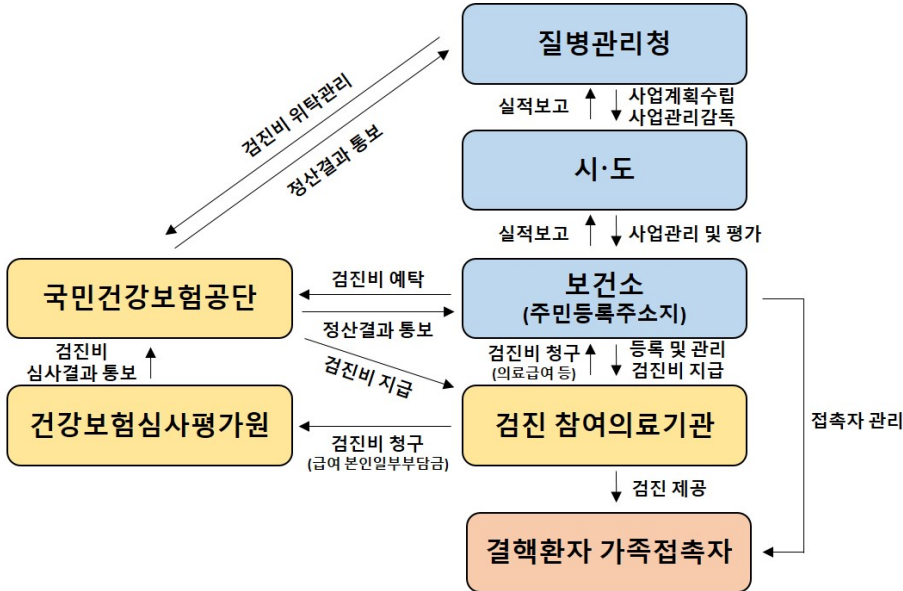 질병관리청
검진비 위탁관리
정산결과 통보
실적보고
사업계획수립
사업관리감독
시·도
실적보고
사업관리 및 평가
국민건강보험공단
검진비 예탁
정산결과 통보
보건소
(주민등록주소지)
검진비
심사결과 통보
검진비 지급
검진비 청구
(의료급여 등)
등록 및 관리
검진비 지급
건강보험심사평가원
검진비 청구
(급여 본인일부부담금)
검진 참여의료기관
접촉자 관리
검진 제공
결핵환자 가족접촉자